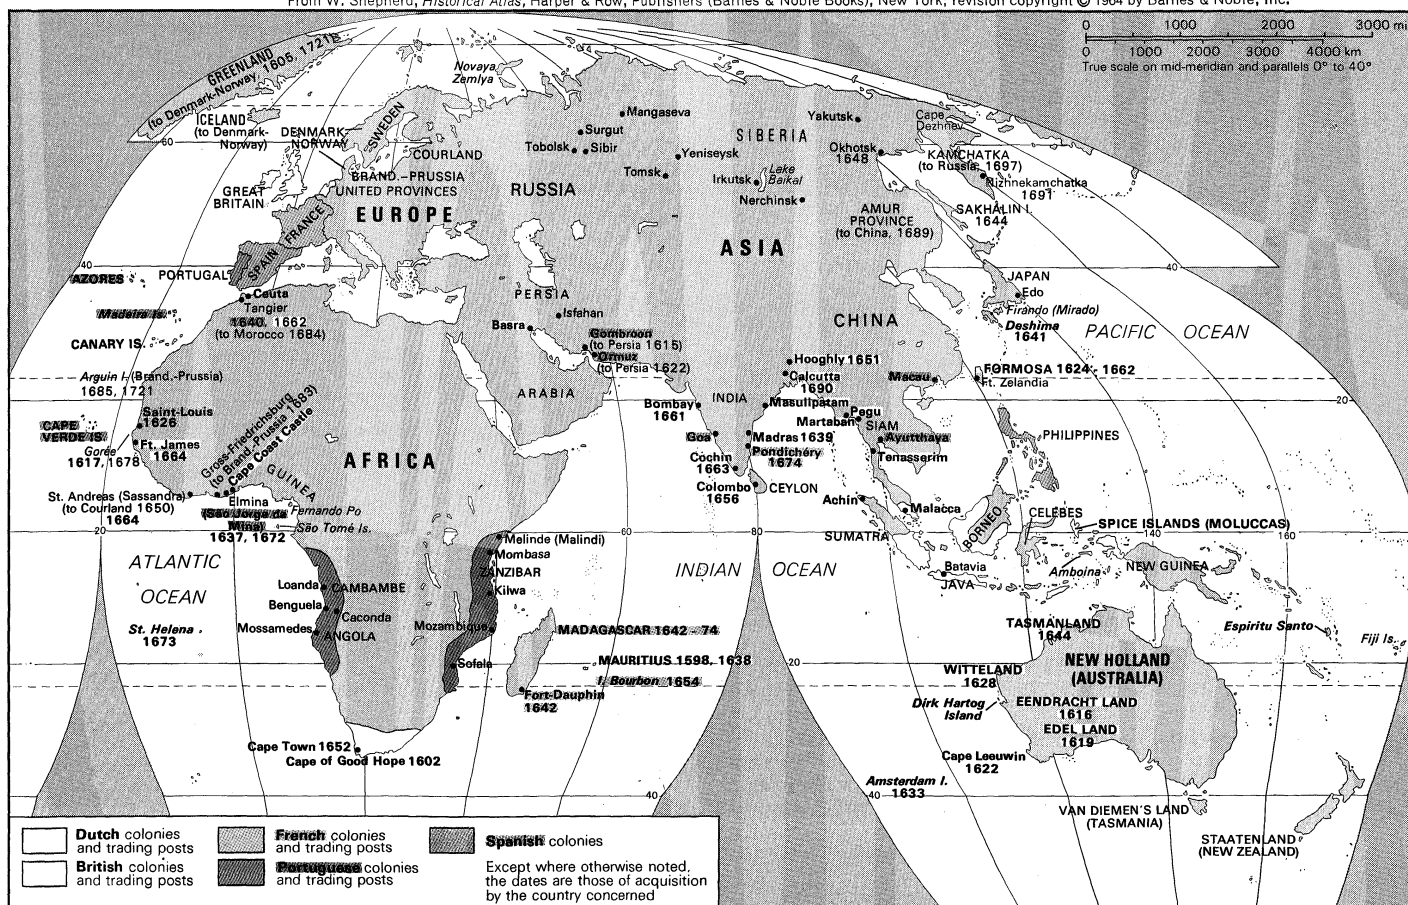 From W. Shepherd, Historical Atlas, Harper & Row, Publishers (Barnes & Noble Books), New York, revision copyright © 1964 by Barnes & Noble, Inc.
0 1000 2000 3000 mi
0 1000 2000 3000 4000 km
True scale on mid-meridian and parallels 0° to 40°
GREENLAND
(to Denmark-Norway, 1605, 1721)
Novaya
Zemlya
ICELAND
(to Denmark-
Norway)
60
DENMARK-
NORWAY
SWEDEN
COURLAND
BRAND.-PRUSSIA
UNITED PROVINCES
GREAT
BRITAIN
EUROPE
FRANCE
SPAIN
PORTUGAL
RUSSIA
Mangaseva
Surgut
Tobolsk
Sibir
Yeniseysk
Tomsk
SIBERIA
Yakutsk
Cape
Dezhnev
Okhotsk
1648
KAMCHATKA
(to Russia, 1697)
Nizhnekamchatka
1691
Irkutsk
Lake
Baikal
Nerchinsk
AMUR
PROVINCE
(to China, 1689)
SAKHALIN I.
1644
ASIA
40
40
AZORES
Ceuta
Tangier
1640, 1662
(to Morocco 1684)
Madeira Is.
CANARY IS.
PERSIA
Isfahan
Basra
Gombroon
(to Persia 1615)
Ormuz
(to Persia 1622)
CHINA
JAPAN
Edo
Firando (Mirado)
Deshima
1641
PACIFIC OCEAN
Arguin I. (Brand.-Prussia)
1685, 1721
ARABIA
Hooghly 1651
Calcutta
1690
Macau
FORMOSA 1624 - 1662
Ft. Zelandia
20
Saint-Louis
1626
CAPE
VERDE IS.
Gorée
1617, 1678
Ft. James
1664
Gross-Friedrichsburg
(to Brand.Prussia 1683)
Cape Coast Castle
GUINEA
AFRICA
Bombay
1661
INDIA
Masulipatam
Pegu
Martaban
SIAM
Goa
Madras 1639
Pondichéry
1674
Cochin
1663
Colombo
1656
CEYLON
Ayutthaya
Tenasserim
PHILIPPINES
St. Andreas (Sassandra)
(to Courland 1650)
1664
Elmina
(São Jorge da
Mina)
1637, 1672
Fernando Po
São Tomé Is.
Achin
Malacca
SUMATRA
BORNEO
CELEBES
SPICE ISLANDS (MOLUCCAS)
20
60
80
140
160
ATLANTIC
OCEAN
Melinde (Malindi)
Mombasa
ZANZIBAR
Kilwa
INDIAN OCEAN
Batavia
JAVA
Amboina
NEW GUINEA
Loanda
CAMBAMBE
Benguela
Caconda
Mossamedes
ANGOLA
Mozambique
St. Helena
1673
MADAGASCAR 1642 - 74
TASMANLAND
1644
Espiritu Santo
Fiji Is.
Sofala
MAURITIUS 1598, 1638
20
I. Bourbon 1654
Fort-Dauphin
1642
WITTELAND
1628
NEW HOLLAND
(AUSTRALIA)
Dirk Hartog
Island
EENDRACHT LAND
1616
EDEL LAND
1619
Cape Town 1652
Cape of Good Hope 1602
Cape Leeuwin
1622
Amsterdam I.
1633
40
40
VAN DIEMEN'S LAND
(TASMANIA)
STAATENLAND
(NEW ZEALAND)
Dutch colonies
and trading posts
French colonies
and trading posts
Spanish colonies
British colonies
and trading posts
Portuguese colonies
and trading posts
Except where otherwise noted,
the dates are those of acquisition
by the country concerned